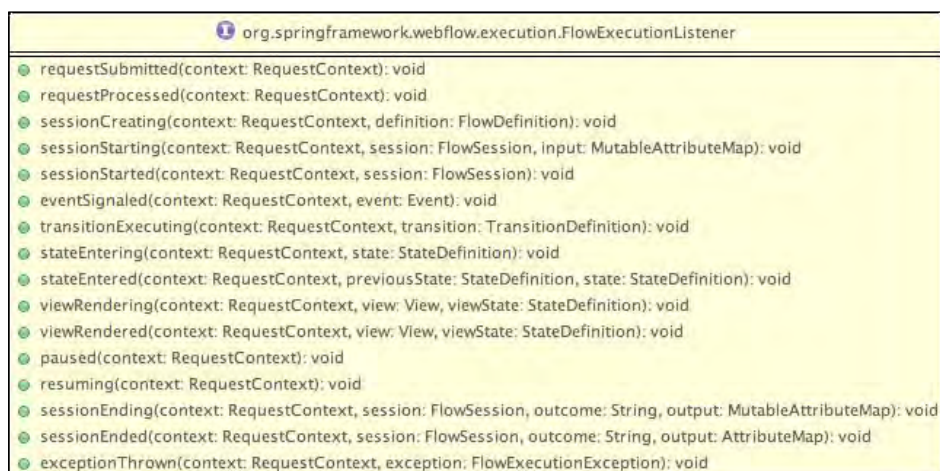 I org.springframework.webflow.execution.FlowExecutionListener
requestSubmitted(context: RequestContext): void
requestProcessed(context: RequestContext): void
sessionCreating(context: RequestContext, definition: FlowDefinition): void
sessionStarting(context: RequestContext, session: FlowSession, input: MutableAttributeMap): void
sessionStarted(context: RequestContext, session: FlowSession): void
eventSignaled(context: RequestContext, event: Event): void
transitionExecuting(context: RequestContext, transition: TransitionDefinition): void
stateEntering(context: RequestContext, state: StateDefinition): void
stateEntered(context: RequestContext, previousState: StateDefinition, state: StateDefinition): void
viewRendering(context: RequestContext, view: View, viewState: StateDefinition): void
viewRendered(context: RequestContext, view: View, viewState: StateDefinition): void
paused(context: RequestContext): void
resuming(context: RequestContext): void
sessionEnding(context: RequestContext, session: FlowSession, outcome: String, output: MutableAttributeMap): void
sessionEnded(context: RequestContext, session: FlowSession, outcome: String, output: AttributeMap): void
exceptionThrown(context: RequestContext, exception: FlowExecutionException): void